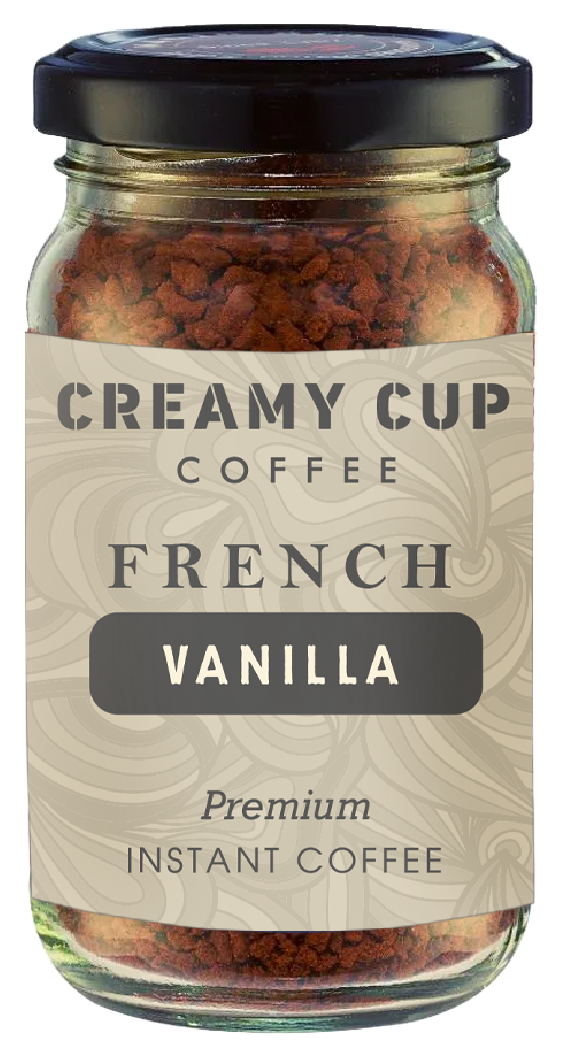 CREAMY CUP
COFFEE
FRENCH
VANILLA
Premium
INSTANT COFFEE